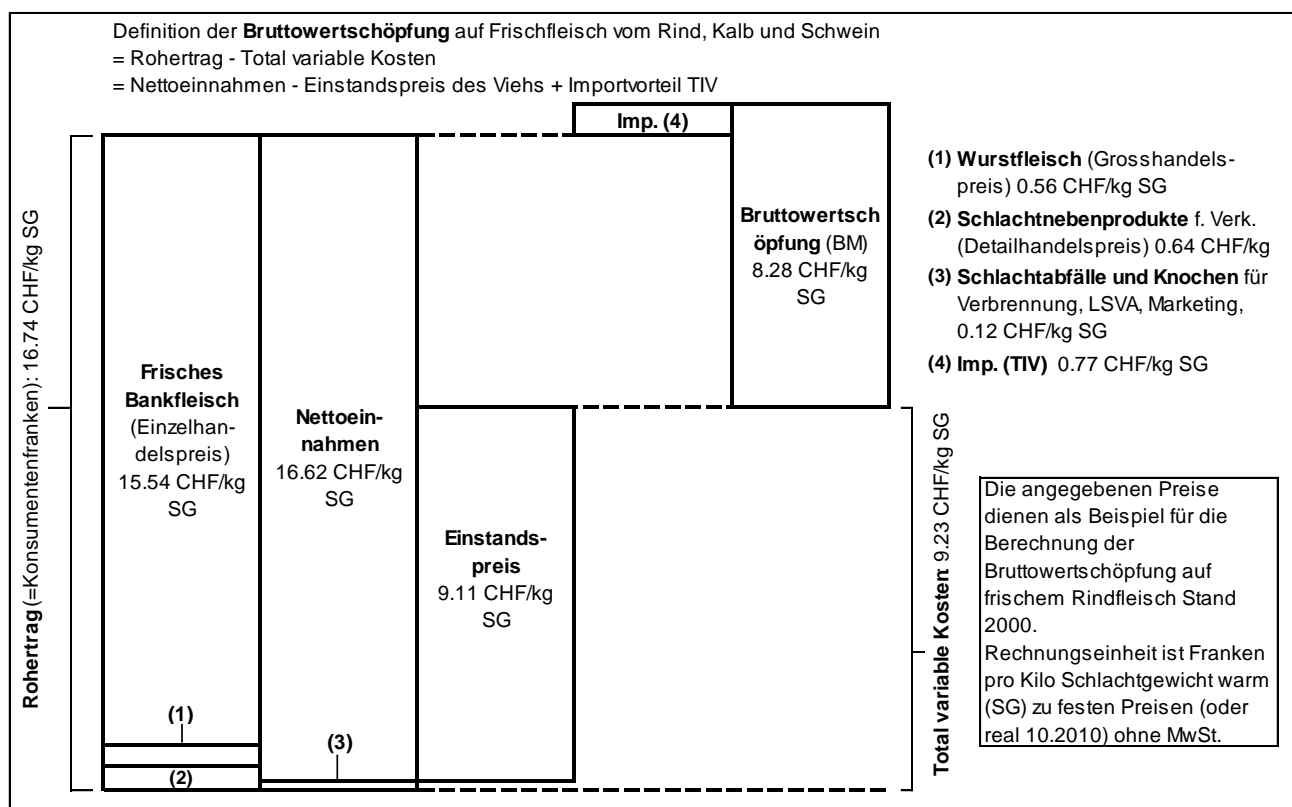 Definition der Bruttowertschöpfung auf Frischfleisch vom Rind, Kalb und Schwein
= Rohertrag - Total variable Kosten
= Nettoeinnahmen - Einstandspreis des Viehs + Importvorteil TIV
Rohertrag (=Konsumentenfranken): 16.74 CHF/kg SG
Frisches
Bankfleisch
(Einzelhan-
delspreis)
15.54 CHF/kg
SG
(1)
(2)
Nettoein-
nahmen
16.62 CHF/kg
SG
(3)
Einstands-
preis
9.11 CHF/kg
SG
Imp. (4)
Bruttowertsch
öpfung (BM)
8.28 CHF/kg
SG
Total variable Kosten: 9.23 CHF/kg SG
(1) Wurstfleisch (Grosshandels-
preis) 0.56 CHF/kg SG
(2) Schlachtnebenprodukte f. Verk.
(Detailhandelspreis) 0.64 CHF/kg
(3) Schlachtabfälle und Knochen für
Verbrennung, LSVA, Marketing,
0.12 CHF/kg SG
(4) Imp. (TIV) 0.77 CHF/kg SG
Die angegebenen Preise
dienen als Beispiel für die
Berechnung der
Bruttowertschöpfung auf
frischem Rindfleisch Stand
2000.
Rechnungseinheit ist Franken
pro Kilo Schlachtgewicht warm
(SG) zu festen Preisen (oder
real 10.2010) ohne MwSt.